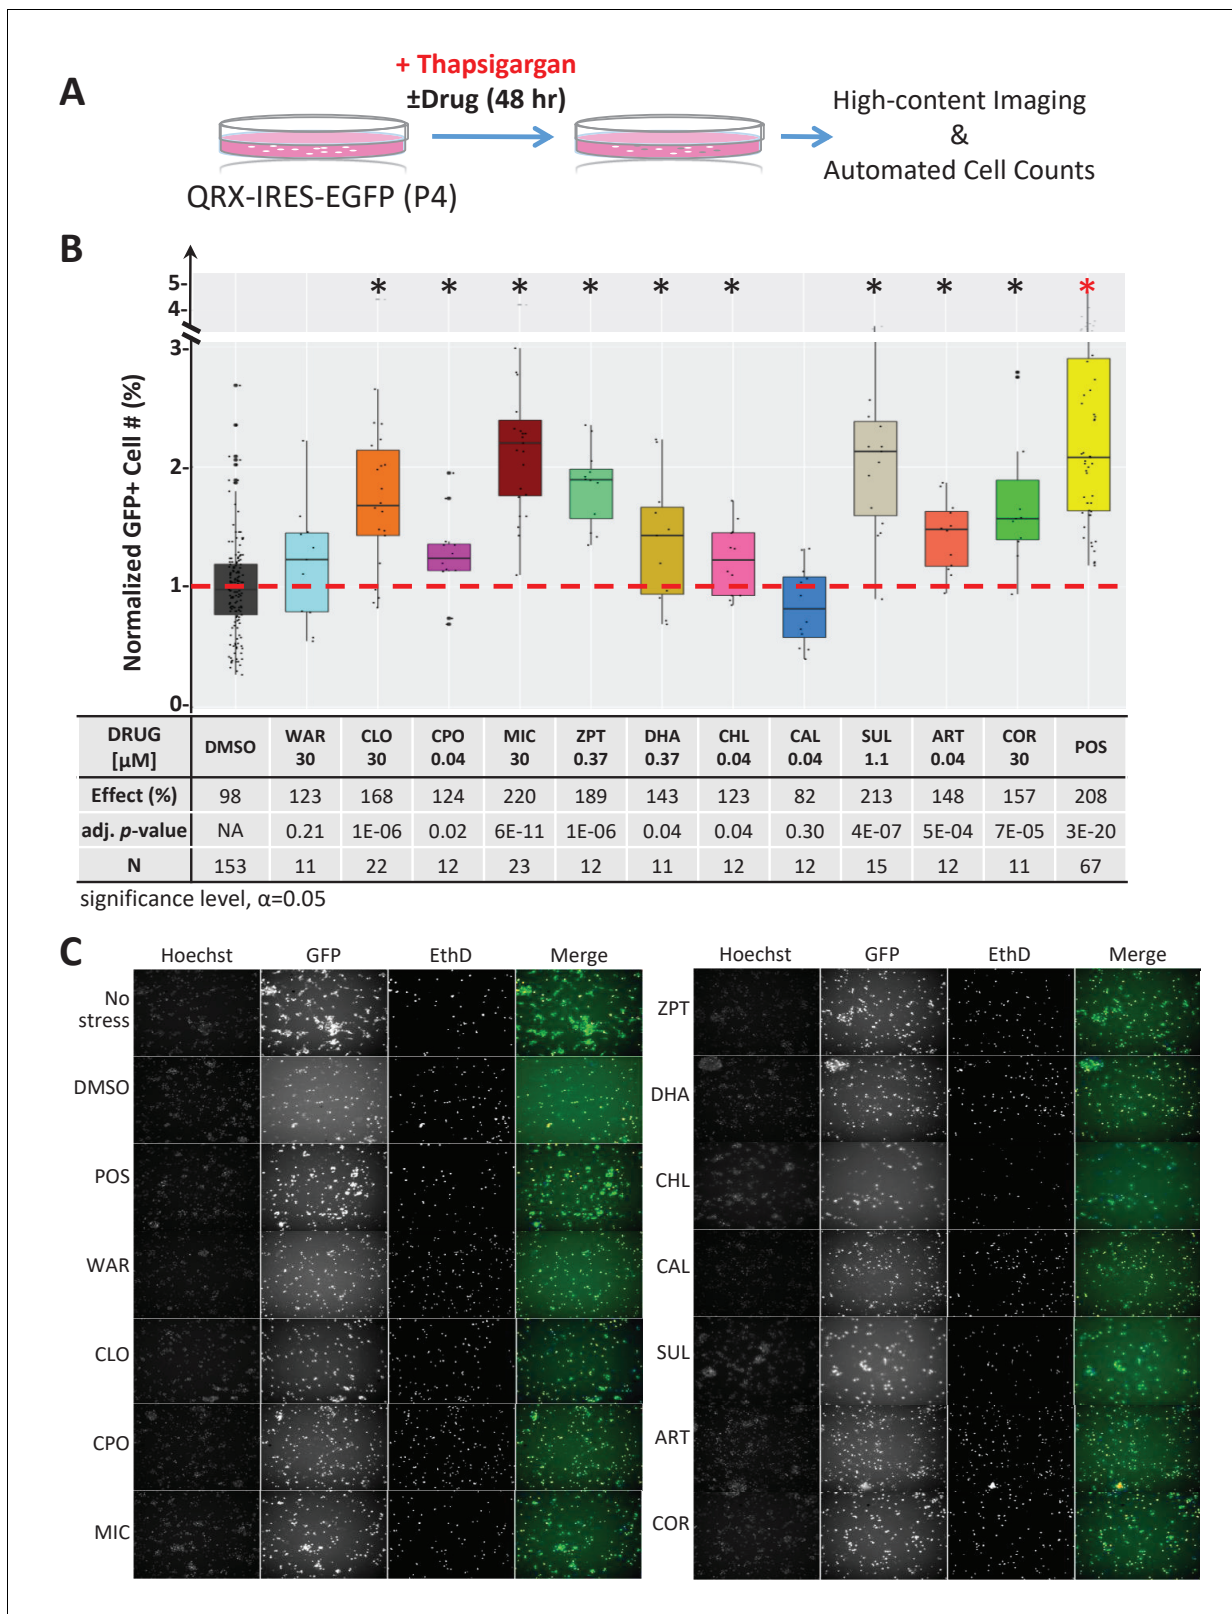 A
+ Thapsigargan
±Drug (48 hr)
QRX-IRES-EGFP (P4)
High-content Imaging
&
Automated Cell Counts
B
Normalized GFP+ Cell # (%)
5-
4-
3-
2-
1-
0-
* * * * * * * * * *
DRUG [µM] DMSO WAR 30 CLO 30 CPO 0.04 MIC 30 ZPT 0.37 DHA 0.37 CHL 0.04 CAL 0.04 SUL 1.1 ART 0.04 COR 30 POS
Effect (%) 98 123 168 124 220 189 143 123 82 213 148 157 208
adj. p-value NA 0.21 1E-06 0.02 6E-11 1E-06 0.04 0.04 0.30 4E-07 5E-04 7E-05 3E-20
N 153 11 22 12 23 12 11 12 12 15 12 11 67
significance level, α=0.05
C
Hoechst GFP EthD Merge
No stress
DMSO
POS
WAR
CLO
CPO
MIC
Hoechst GFP EthD Merge
ZPT
DHA
CHL
CAL
SUL
ART
COR